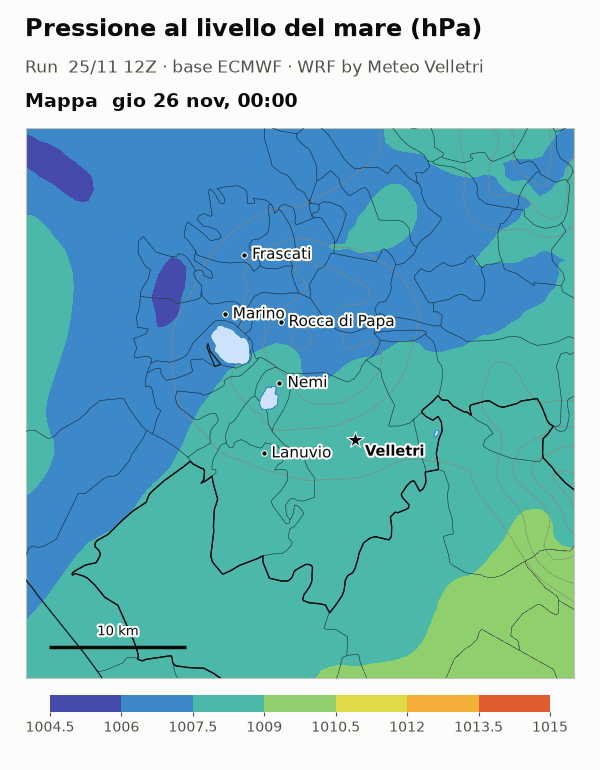 Pressione al livello del mare (hPa)
Run  25/11 12Z · base ECMWF · WRF by Meteo Velletri
Mappa  gio 26 nov, 00:00
Frascati
Marino
Rocca di Papa
Nemi
Velletri
Lanuvio
10 km
1004.5 1006 1007.5 1009 1010.5 1012 1013.5 1015